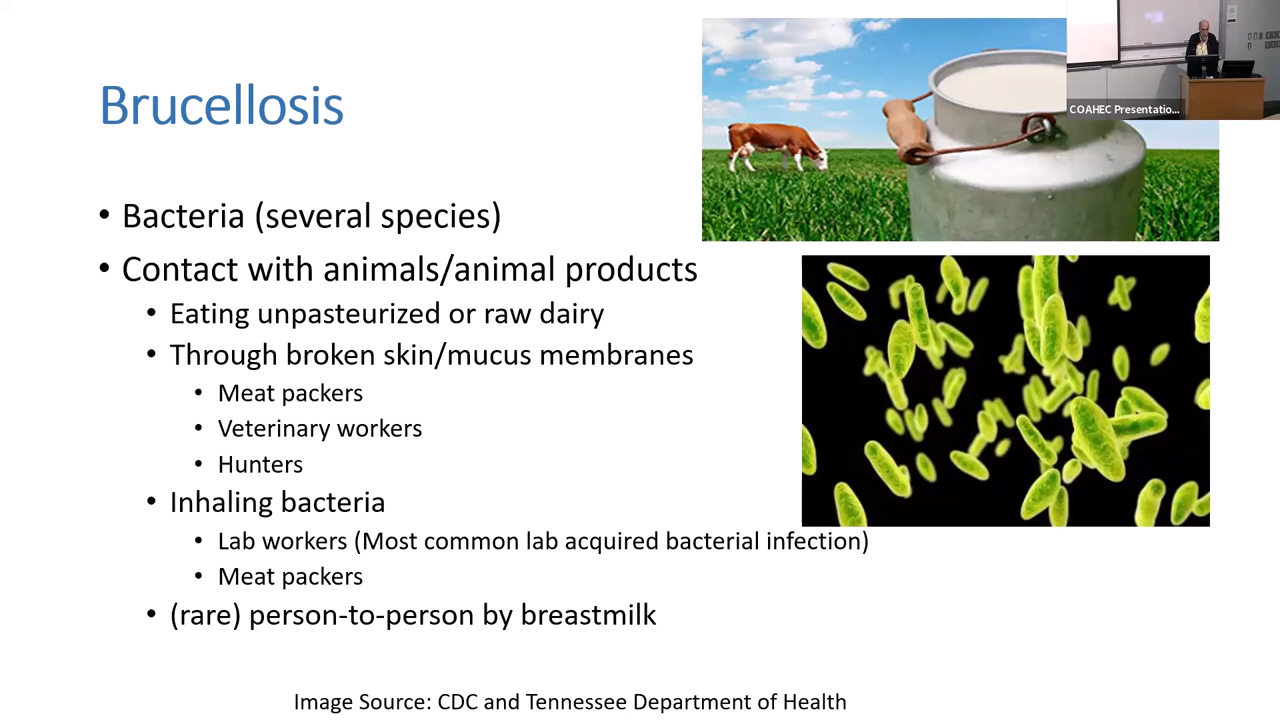 Brucellosis
COAHEC Presentatio...
• Bacteria (several species)
• Contact with animals/animal products
• Eating unpasteurized or raw dairy
• Through broken skin/mucus membranes
• Meat packers
• Veterinary workers
• Hunters
• Inhaling bacteria
• Lab workers (Most common lab acquired bacterial infection)
• Meat packers
• (rare) person-to-person by breastmilk
Image Source: CDC and Tennessee Department of Health